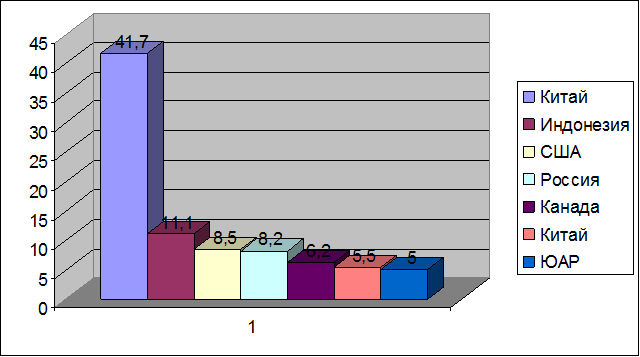 45
40
35
30
25
20
15
10
5
0
41,7
11,1
8,5
8,2
6,2
5,5
5
1
Китай
Индонезия
США
Россия
Канада
Китай
ЮАР